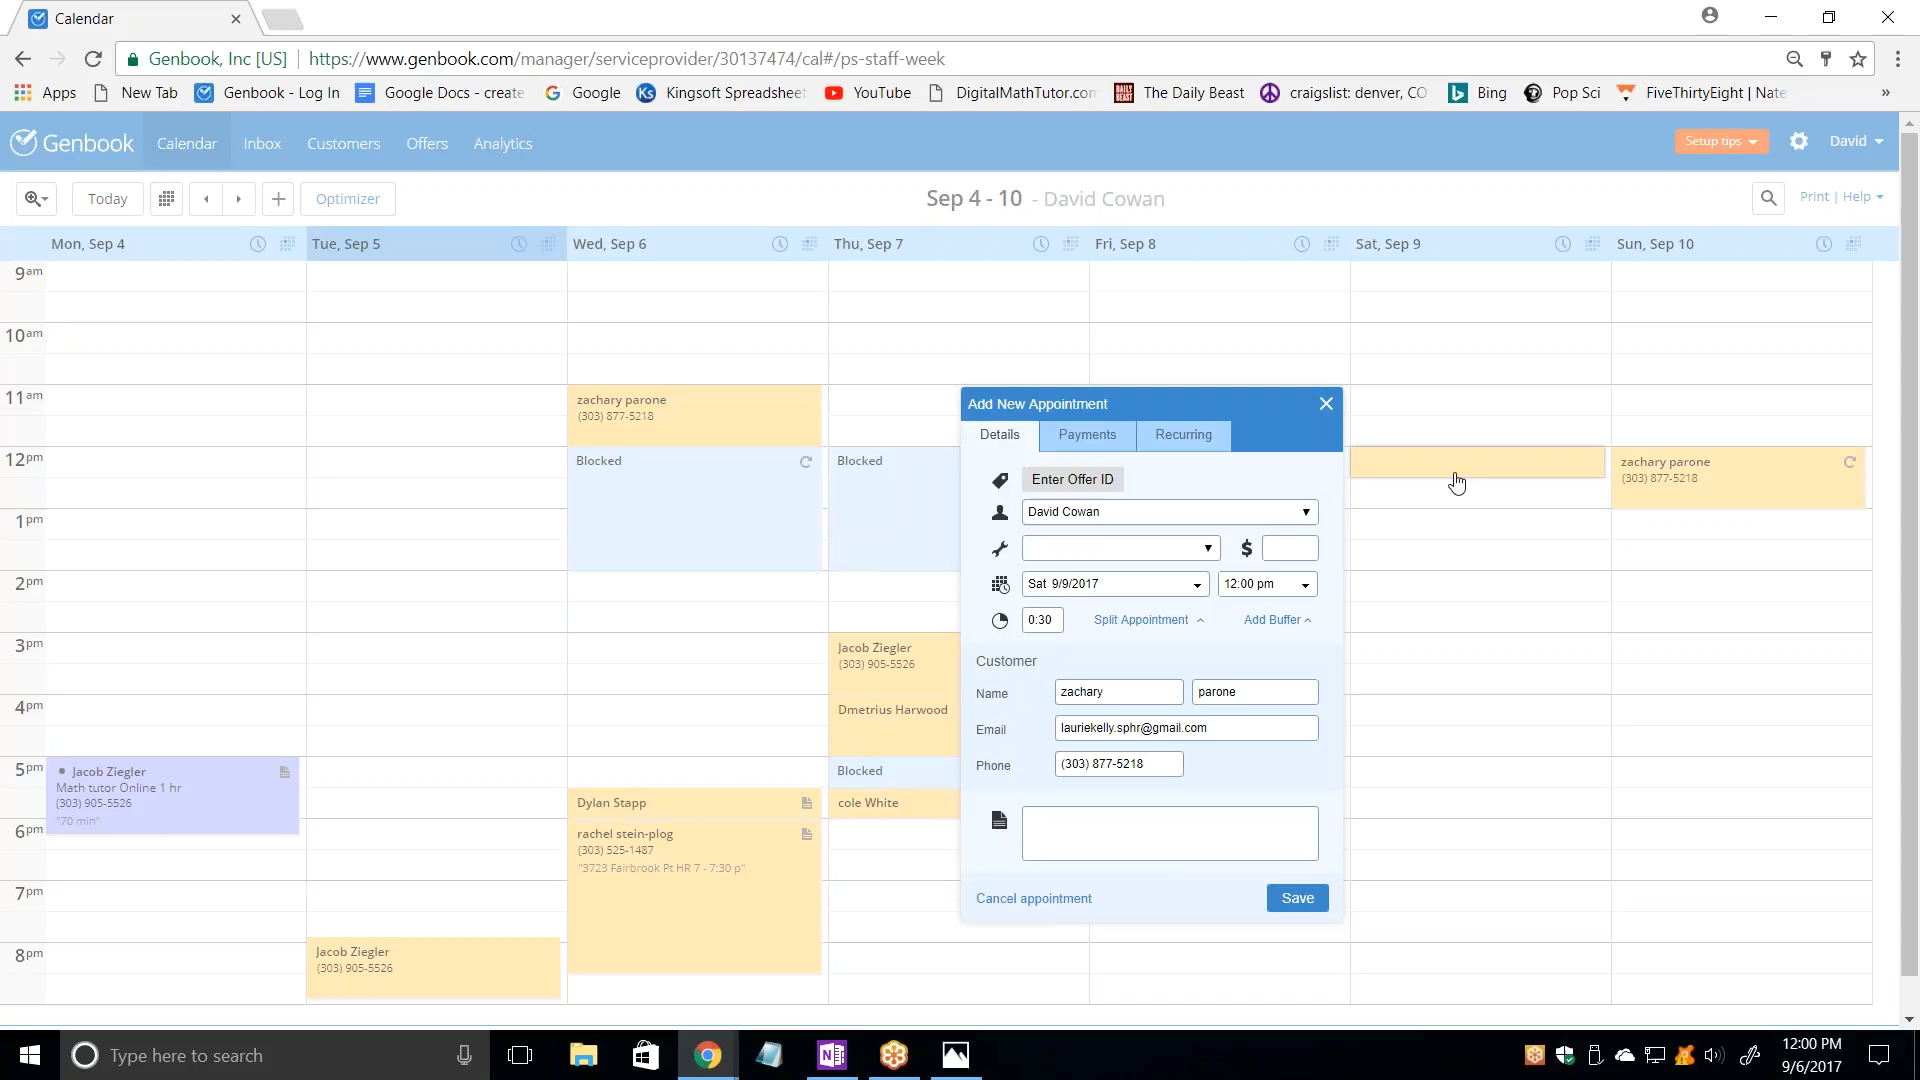 Calendar
Genbook, Inc [US] https://www.genbook.com/manager/serviceprovider/30137474/cal#/ps-staff-week
Apps New Tab Genbook - Log In Google Docs - create Google Kingsoft Spreadsheet YouTube DigitalMathTutor.com The Daily Beast craigslist: denver, CO Bing Pop Sci FiveThirtyEight | Nate »
Genbook Calendar Inbox Customers Offers Analytics Setup tips David
Today Optimizer Sep 4 - 10 - David Cowan Print | Help
Mon, Sep 4 Tue, Sep 5 Wed, Sep 6 Thu, Sep 7 Fri, Sep 8 Sat, Sep 9 Sun, Sep 10
9am
10am
11am
12pm
1pm
2pm
3pm
4pm
5pm
6pm
7pm
8pm
Jacob Ziegler
Math tutor Online 1 hr
(303) 905-5526
"70 min"
Jacob Ziegler
(303) 905-5526
zachary parone
(303) 877-5218
Blocked
Dylan Stapp
rachel stein-plog
(303) 525-1487
"3723 Fairbrook Pt HR 7 - 7:30 p"
Blocked
Jacob Ziegler
(303) 905-5526
Dmetrius Harwood
Blocked
cole White
Add New Appointment
Details Payments Recurring
Enter Offer ID
David Cowan
$
Sat 9/9/2017 12:00 pm
0:30 Split Appointment Add Buffer
Customer
Name zachary parone
Email lauriekelly.sphr@gmail.com
Phone (303) 877-5218
Cancel appointment Save
zachary parone
(303) 877-5218
Type here to search
12:00 PM
9/6/2017